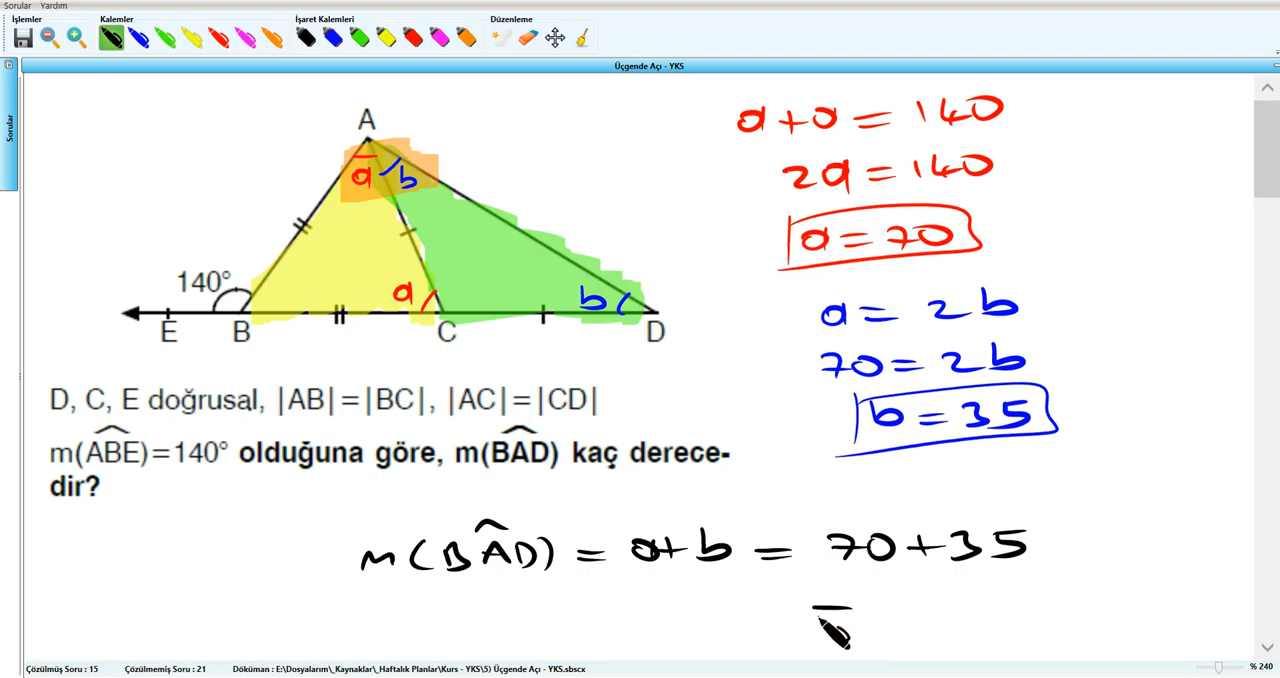 Sorular Yardım
İşlemler Kalemler İşaret Kalemleri Düzenleme
Üçgende Açı - YKS
Sorular
A
a b
140°
a b
E B C D
D, C, E doğrusal, |AB|=|BC|, |AC|=|CD|
m(ABE)=140° olduğuna göre, m(BAD) kaç derece-
dir?
a+a = 140
2a = 140
a = 70
a = 2b
70 = 2b
b = 35
m(BAD) = a+b = 70+35
=
Çözülmüş Soru : 15 Çözülmemiş Soru : 21 Döküman : E:\Dosyalarım\_Kaynaklar\_Haftalık Planlar\Kurs - YKS\5) Üçgende Açı - YKS.sbscx % 240